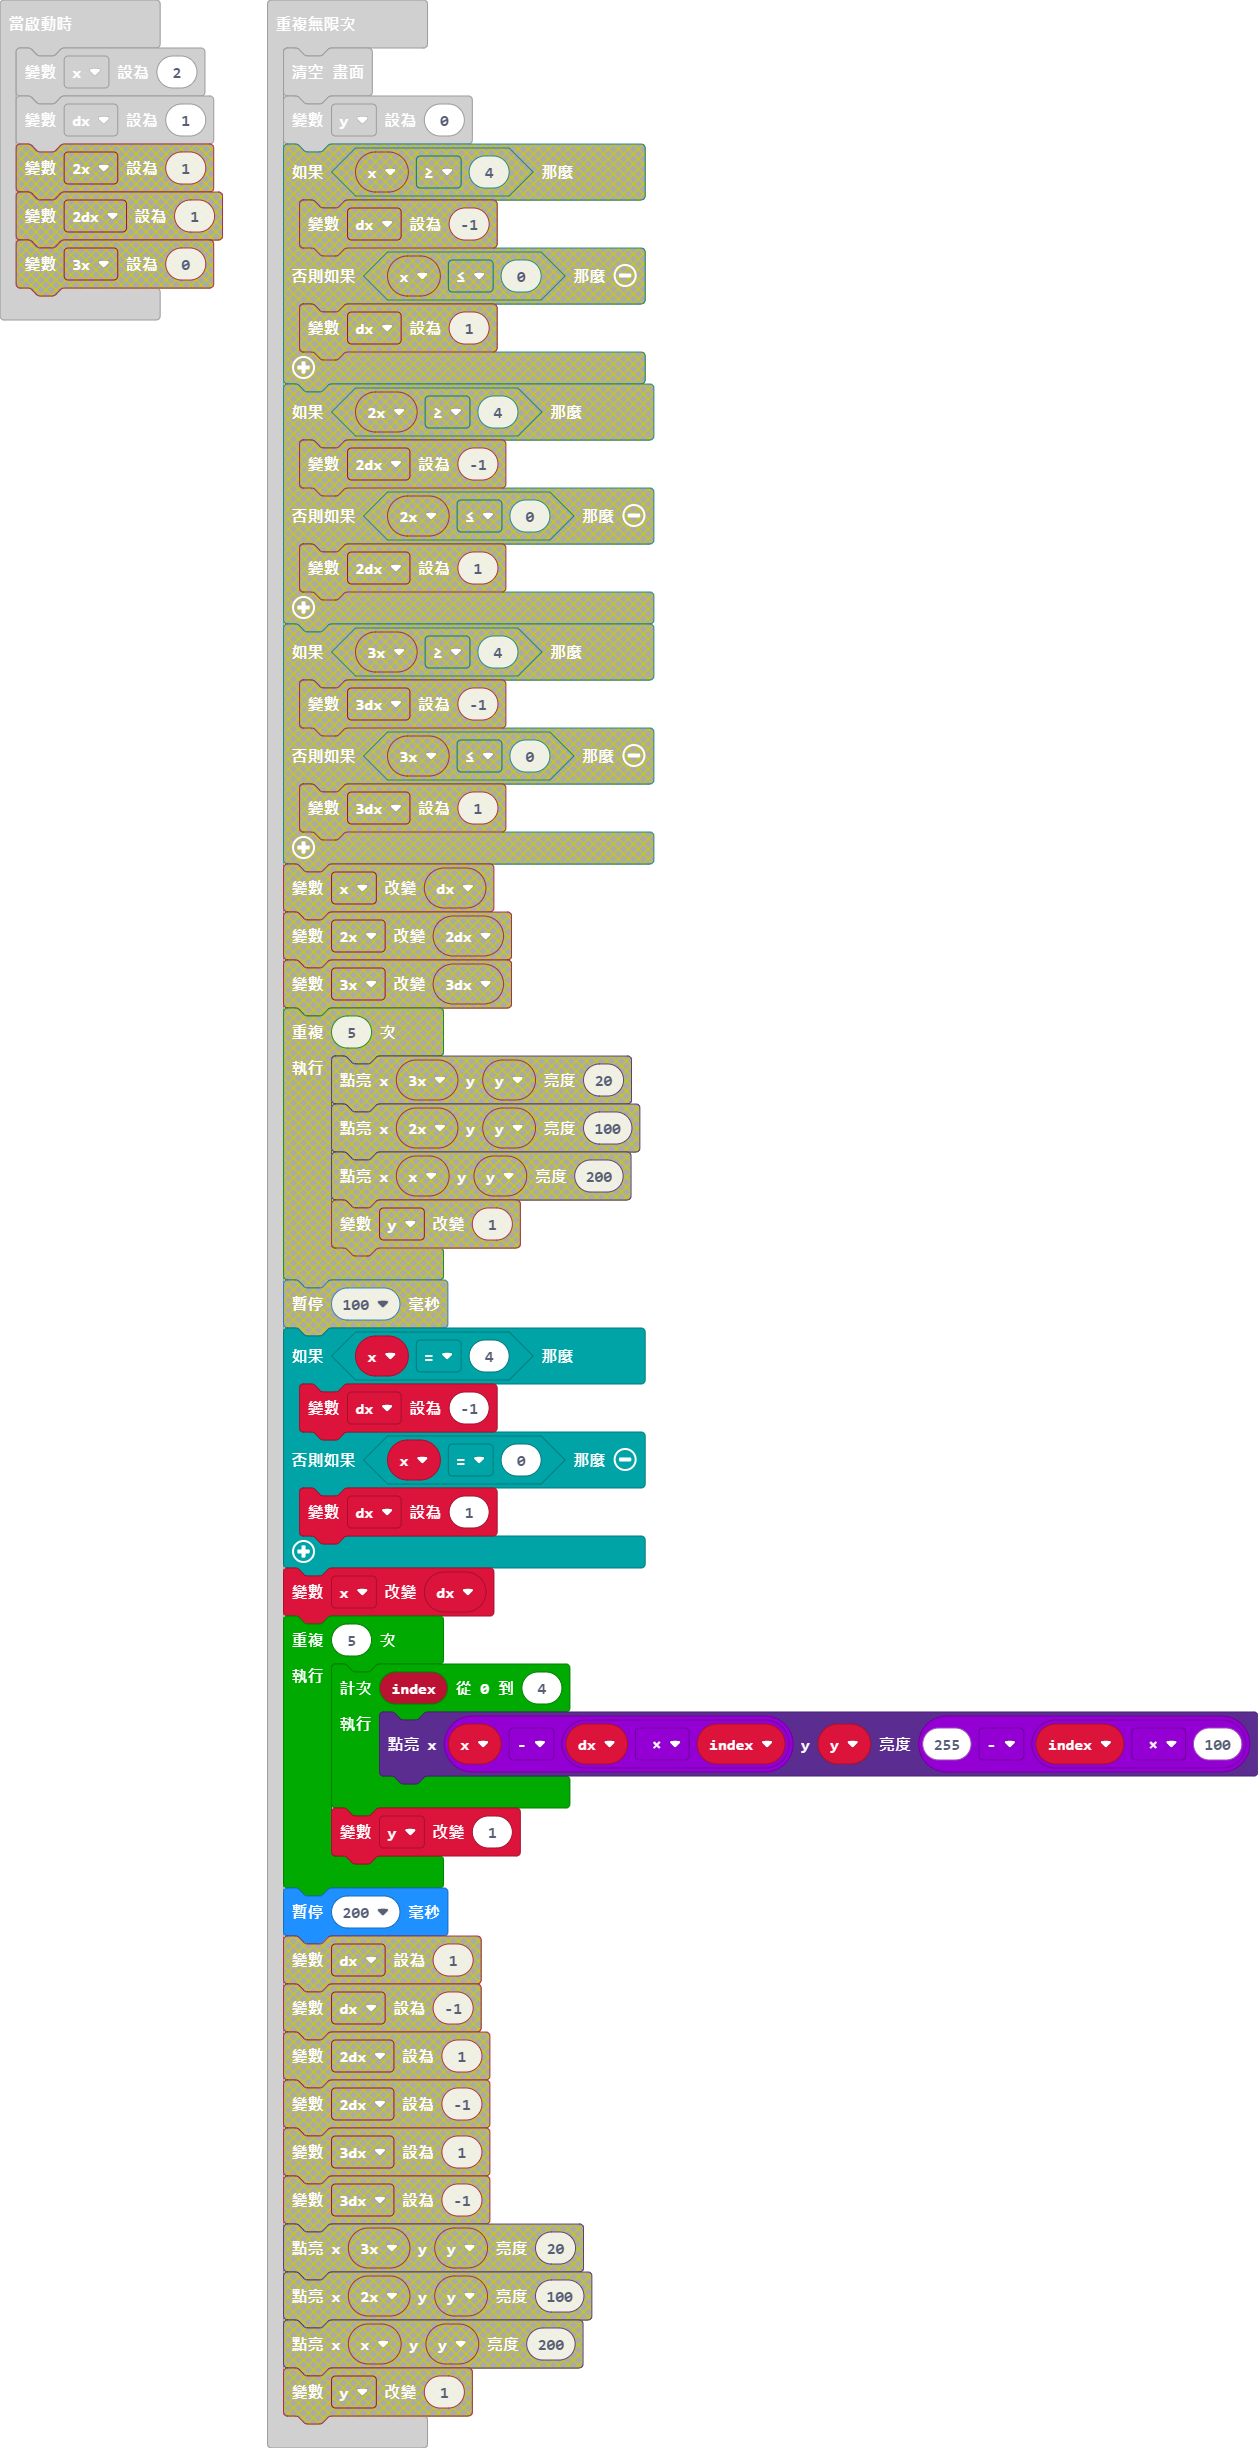 當啟動時
變數 x 設為 2
變數 dx 設為 1
變數 2x 設為 1
變數 2dx 設為 1
變數 3x 設為 0
重複無限次
清空 畫面
變數 y 設為 0
如果 x ≥ 4 那麼
變數 dx 設為 -1
否則如果 x ≤ 0 那麼
變數 dx 設為 1
如果 2x ≥ 4 那麼
變數 2dx 設為 -1
否則如果 2x ≤ 0 那麼
變數 2dx 設為 1
如果 3x ≥ 4 那麼
變數 3dx 設為 -1
否則如果 3x ≤ 0 那麼
變數 3dx 設為 1
變數 x 改變 dx
變數 2x 改變 2dx
變數 3x 改變 3dx
重複 5 次
執行
點亮 x 3x y y 亮度 20
點亮 x 2x y y 亮度 100
點亮 x x y y 亮度 200
變數 y 改變 1
暫停 100 毫秒
如果 x = 4 那麼
變數 dx 設為 -1
否則如果 x = 0 那麼
變數 dx 設為 1
變數 x 改變 dx
重複 5 次
執行
計次 index 從 0 到 4
執行
點亮 x x - dx × index y y 亮度 255 - index × 100
變數 y 改變 1
暫停 200 毫秒
變數 dx 設為 1
變數 dx 設為 -1
變數 2dx 設為 1
變數 2dx 設為 -1
變數 3dx 設為 1
變數 3dx 設為 -1
點亮 x 3x y y 亮度 20
點亮 x 2x y y 亮度 100
點亮 x x y y 亮度 200
變數 y 改變 1